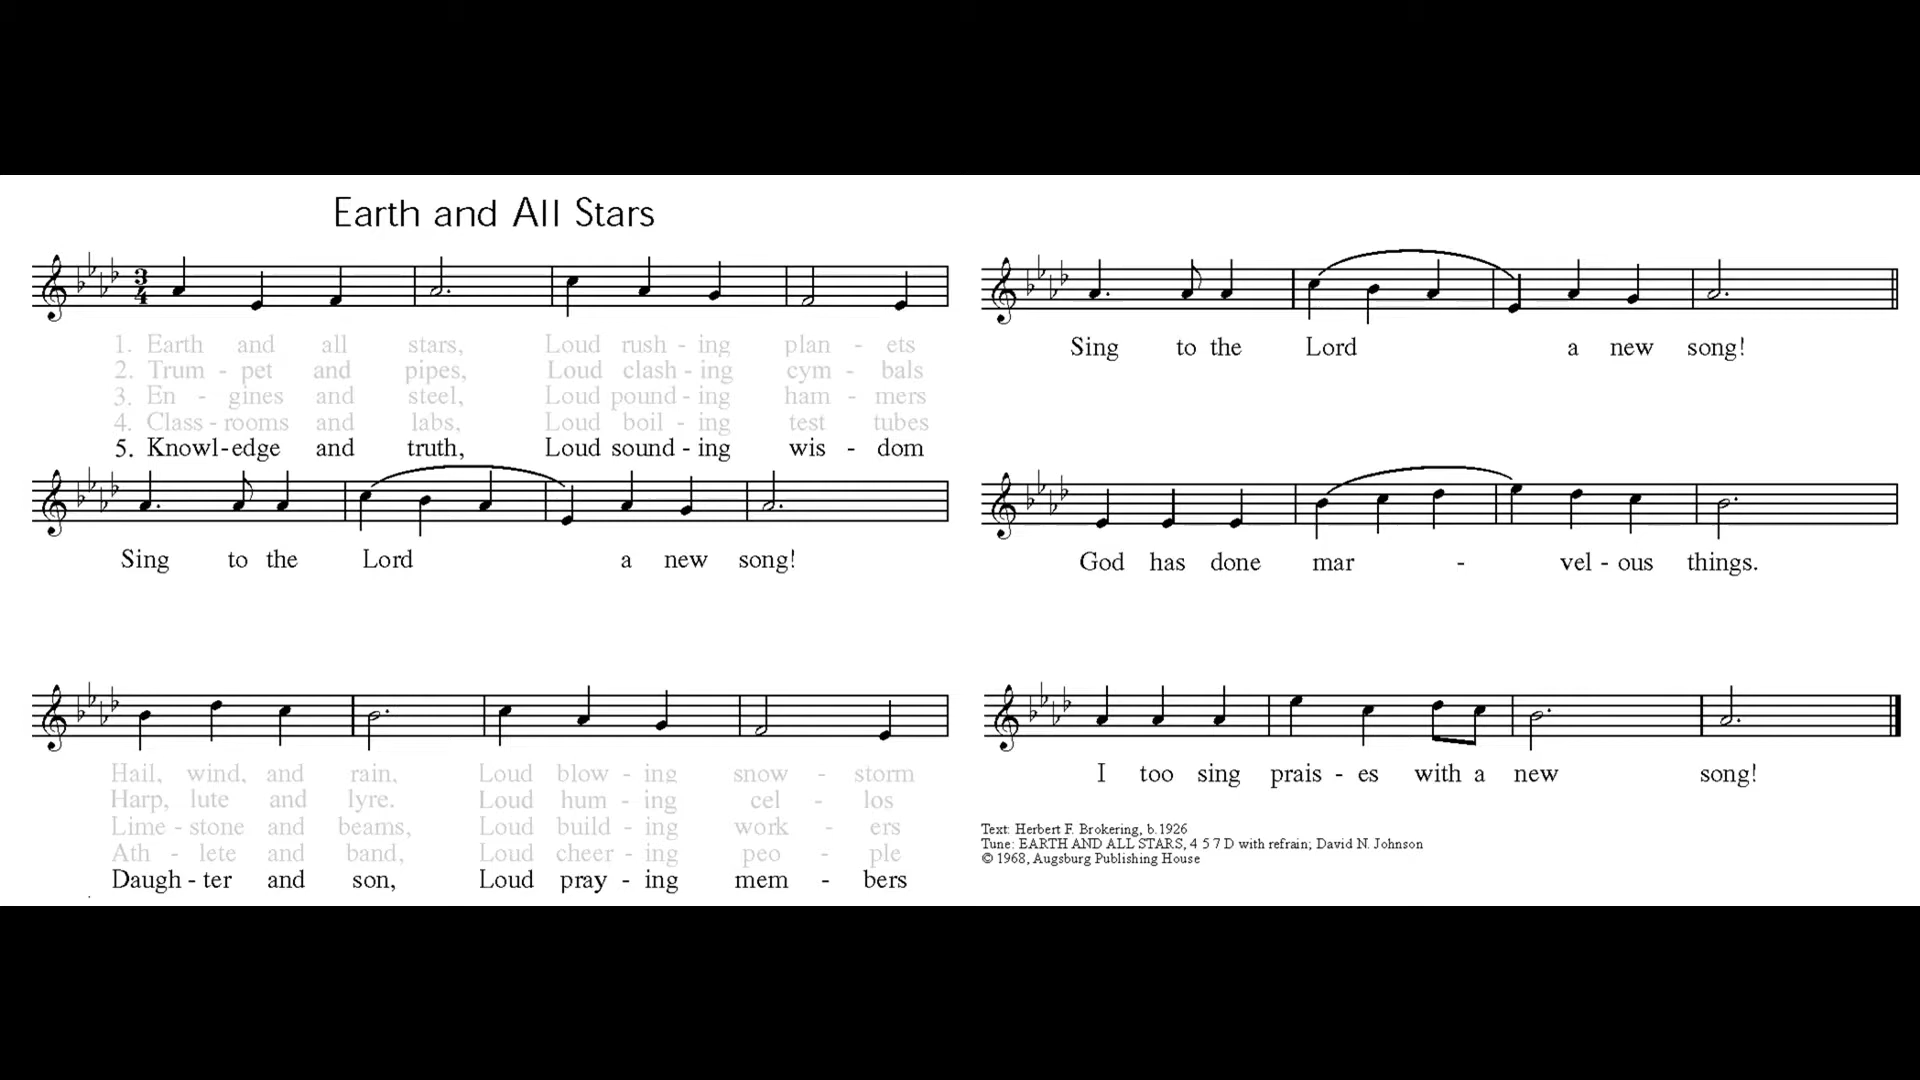 Earth and All Stars
3
4
1. Earth and all stars, Loud rush - ing plan - ets
2. Trum - pet and pipes, Loud clash - ing cym - bals
3. En - gines and steel, Loud pound - ing ham - mers
4. Class - rooms and labs, Loud boil - ing test tubes
5. Knowl - edge and truth, Loud sound - ing wis - dom
Sing to the Lord a new song!
Hail, wind, and rain, Loud blow - ing snow - storm
Harp, lute and lyre. Loud hum - ing cel - los
Lime - stone and beams, Loud build - ing work - ers
Ath - lete and band, Loud cheer - ing peo - ple
Daugh - ter and son, Loud pray - ing mem - bers
Sing to the Lord a new song!
God has done mar - vel - ous things.
I too sing prais - es with a new song!
Text: Herbert F. Brokering, b.1926
Tune: EARTH AND ALL STARS, 4 5 7 D with refrain; David N. Johnson
© 1968, Augsburg Publishing House